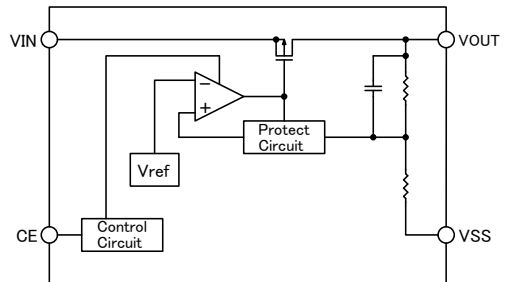 VIN
VOUT
−
+
Protect
Circuit
Vref
CE
Control
Circuit
VSS